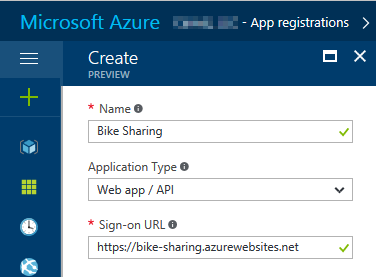 Microsoft Azure - App registrations
Create
PREVIEW
* Name
Bike Sharing
Application Type
Web app / API
* Sign-on URL
https://bike-sharing.azurewebsites.net